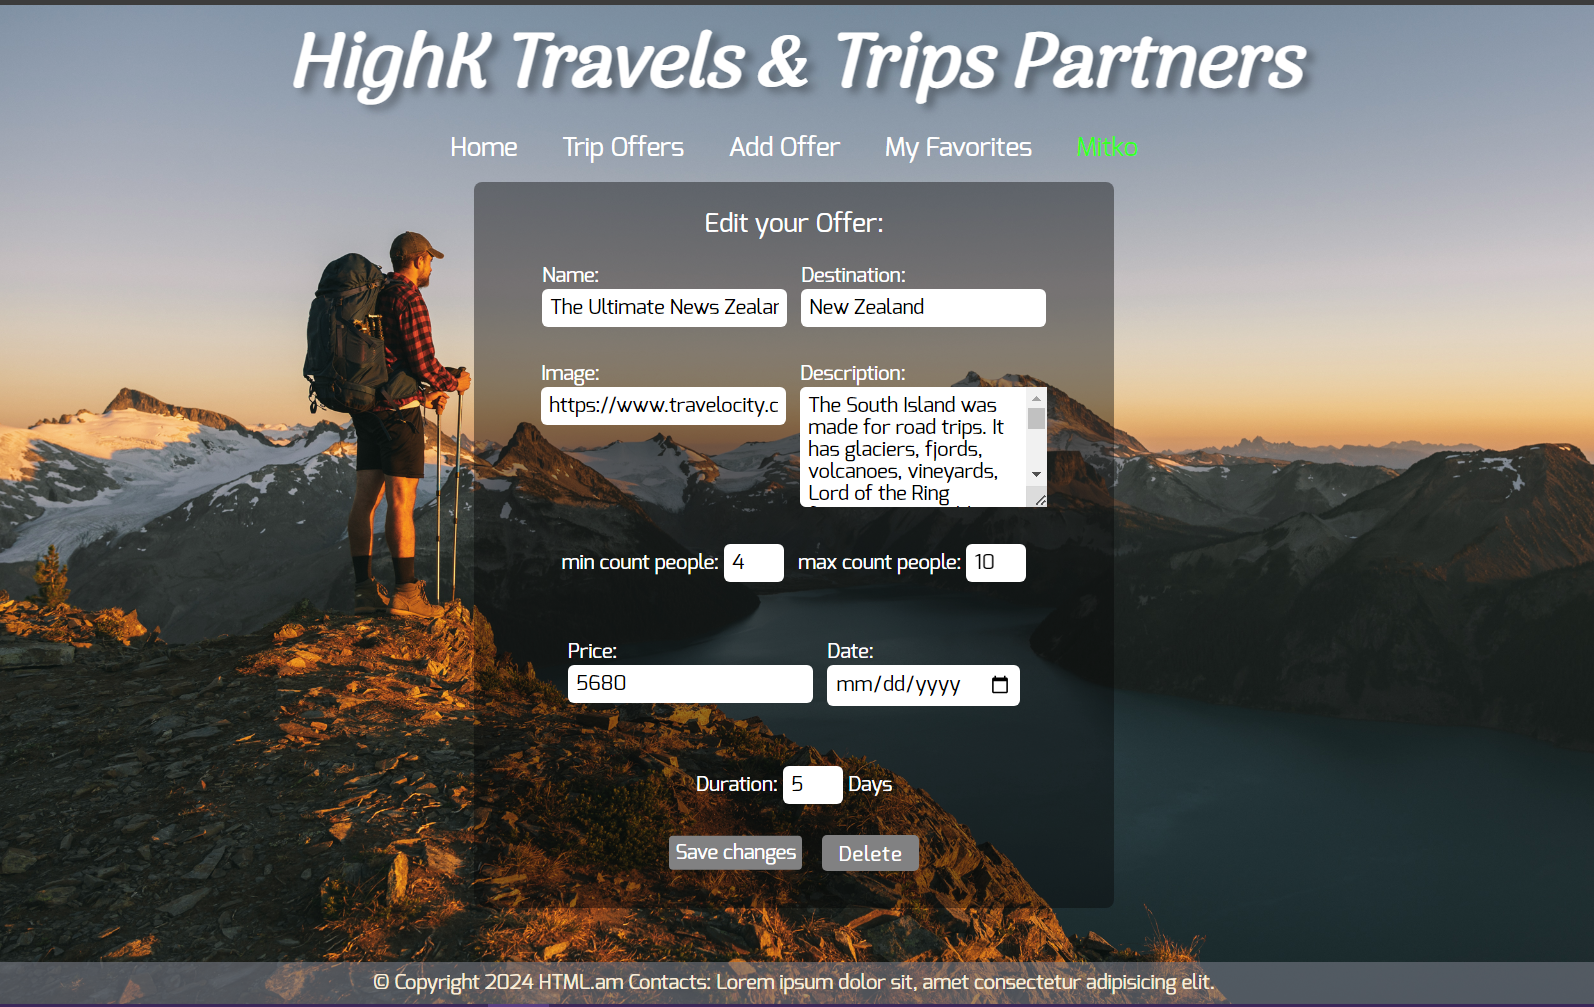 HighK Travels & Trips Partners
Home Trip Offers Add Offer My Favorites Mitko
Edit your Offer:
Name: Destination:
The Ultimate News Zealar New Zealand
Image: Description:
https://www.travelocity.c
The South Island was
made for road trips. It
has glaciers, fjords,
volcanoes, vineyards,
Lord of the Ring
min count people: 4 max count people: 10
Price: Date:
5680 mm/dd/yyyy
Duration: 5 Days
Save changes Delete
© Copyright 2024 HTML.am Contacts: Lorem ipsum dolor sit, amet consectetur adipisicing elit.